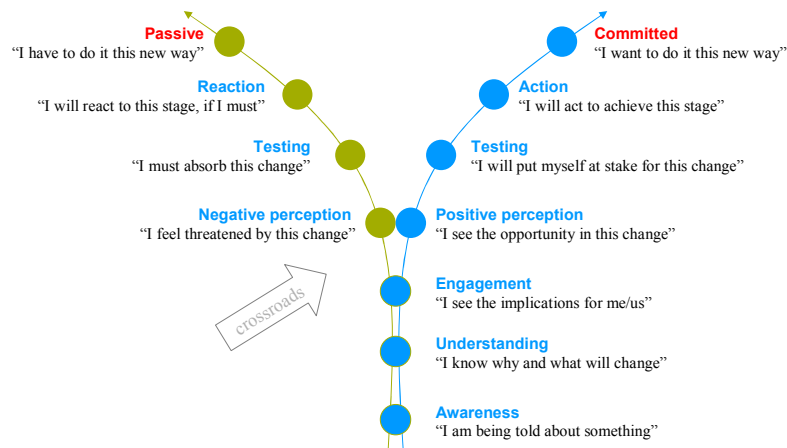 Passive
“I have to do it this new way”
Committed
“I want to do it this new way”
Reaction
“I will react to this stage, if I must”
Action
“I will act to achieve this stage”
Testing
“I must absorb this change”
Testing
“I will put myself at stake for this change”
Negative perception
“I feel threatened by this change”
Positive perception
“I see the opportunity in this change”
crossroads
Engagement
“I see the implications for me/us”
Understanding
“I know why and what will change”
Awareness
“I am being told about something”